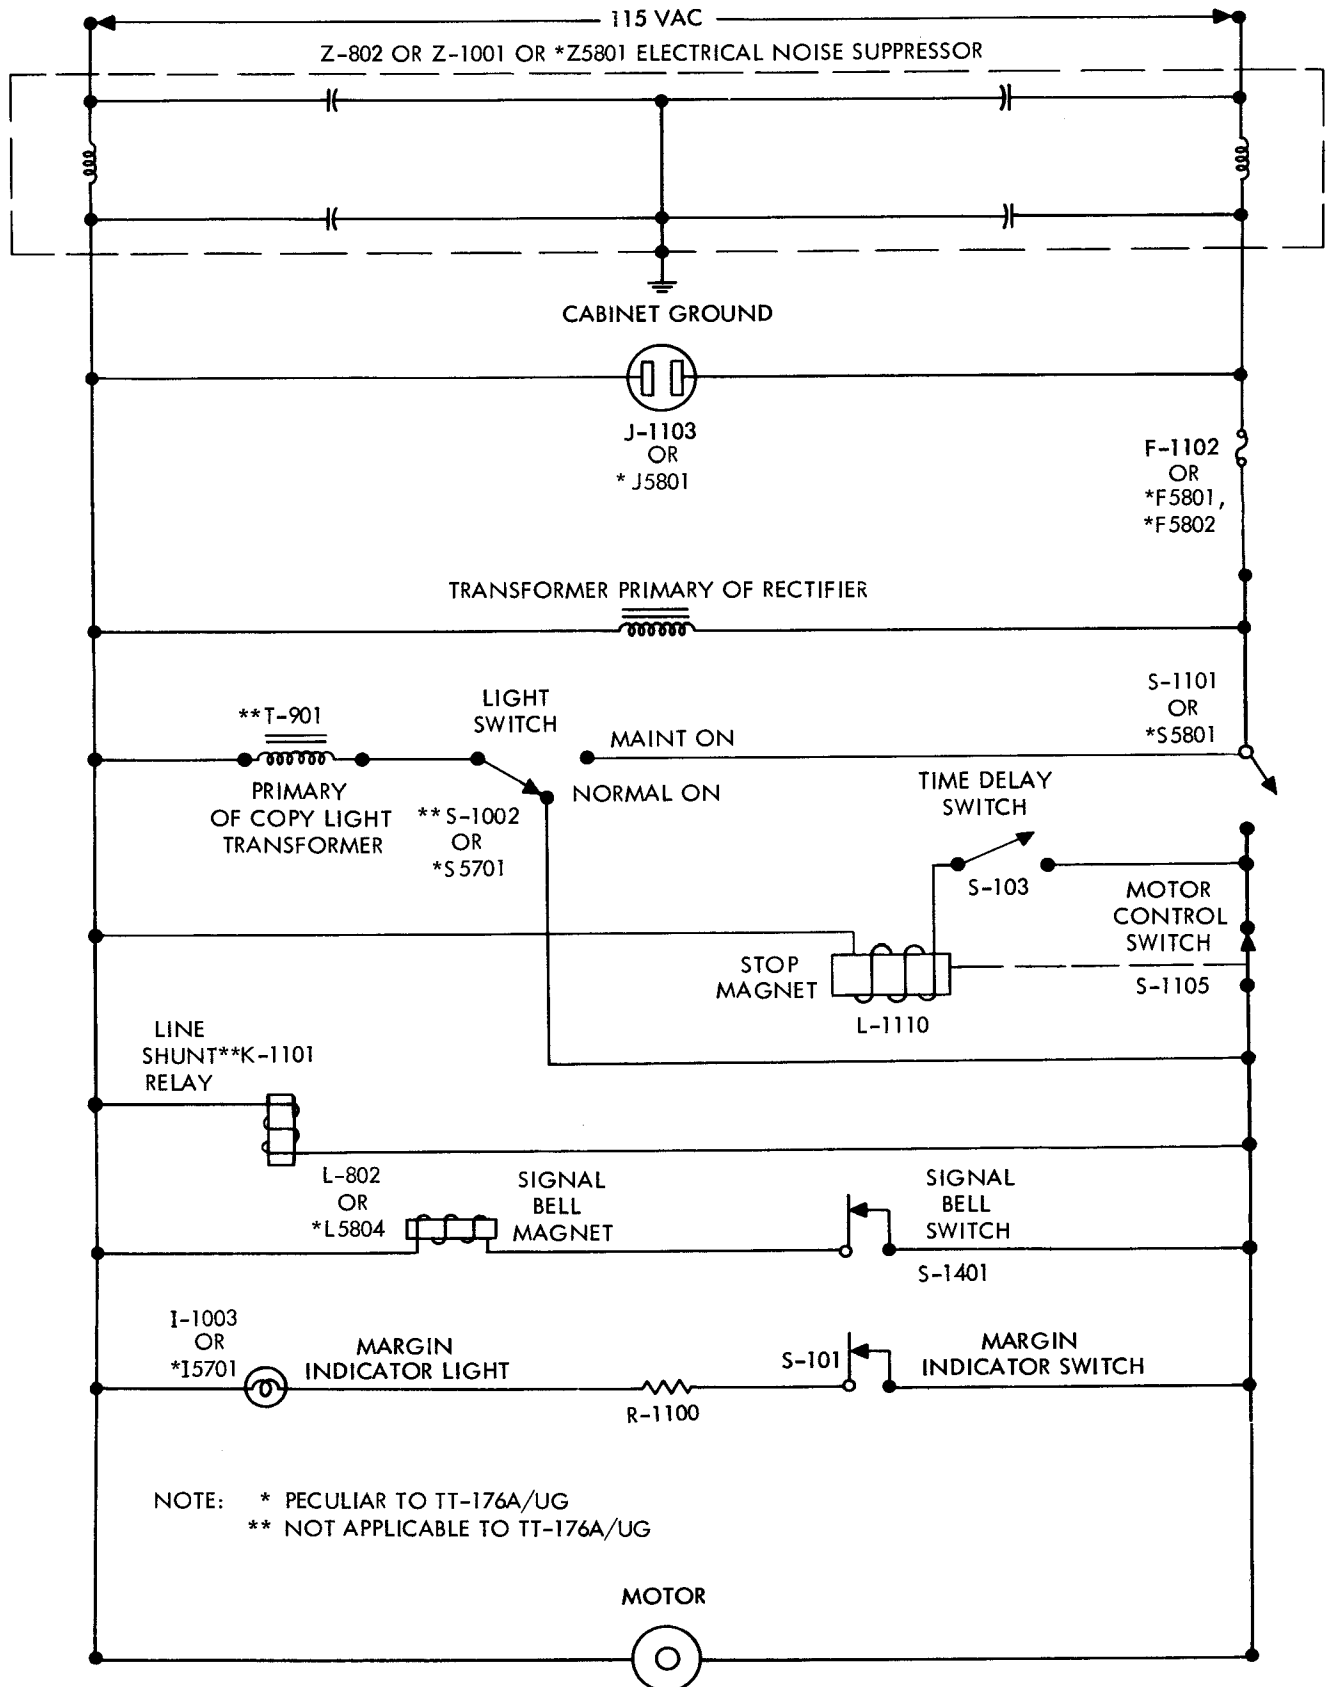 115 VAC
Z-802 OR Z-1001 OR *Z5801 ELECTRICAL NOISE SUPPRESSOR
CABINET GROUND
J-1103
OR
* J5801
F-1102
OR
*F5801,
*F5802
TRANSFORMER PRIMARY OF RECTIFIER
S-1101
OR
*S5801
LIGHT
SWITCH
**T-901
MAINT ON
NORMAL ON
PRIMARY
OF COPY LIGHT
TRANSFORMER
**S-1002
OR
*S5701
TIME DELAY
SWITCH
S-103
MOTOR
CONTROL
SWITCH
S-1105
STOP
MAGNET
L-1110
LINE
SHUNT**K-1101
RELAY
L-802
OR
*L5804
SIGNAL
BELL
MAGNET
SIGNAL
BELL
SWITCH
S-1401
I-1003
OR
*I5701
MARGIN
INDICATOR LIGHT
R-1100
S-101
MARGIN
INDICATOR SWITCH
NOTE: * PECULIAR TO TT-176A/UG
** NOT APPLICABLE TO TT-176A/UG
MOTOR